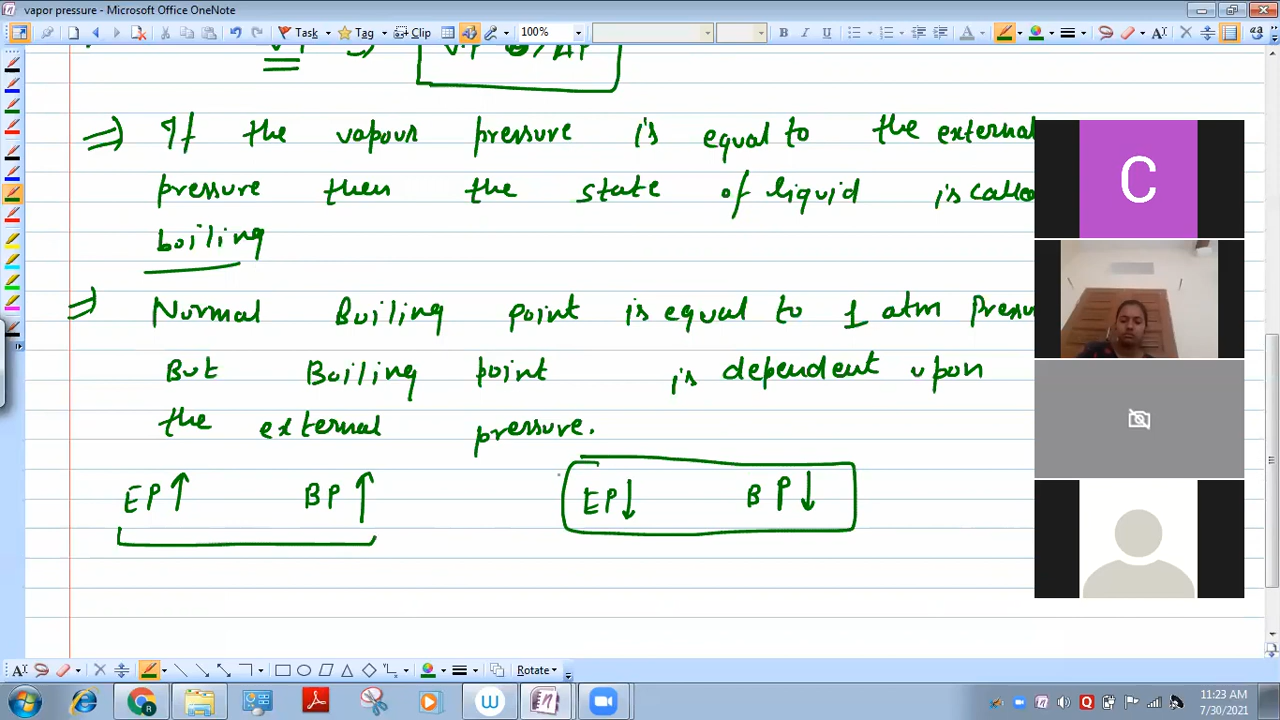 vapor pressure - Microsoft Office OneNote
Task
Tag
Clip
100%
B I U
⇒ If the vapour pressure is equal to the external
pressure then the state of liquid is called
boiling
⇒ Normal Boiling point is equal to 1 atm Pressu
But Boiling point is dependent upon
the external pressure.
EP↑ BP↑ EP↓ BP↓
C
Rotate
11:23 AM
7/30/2021